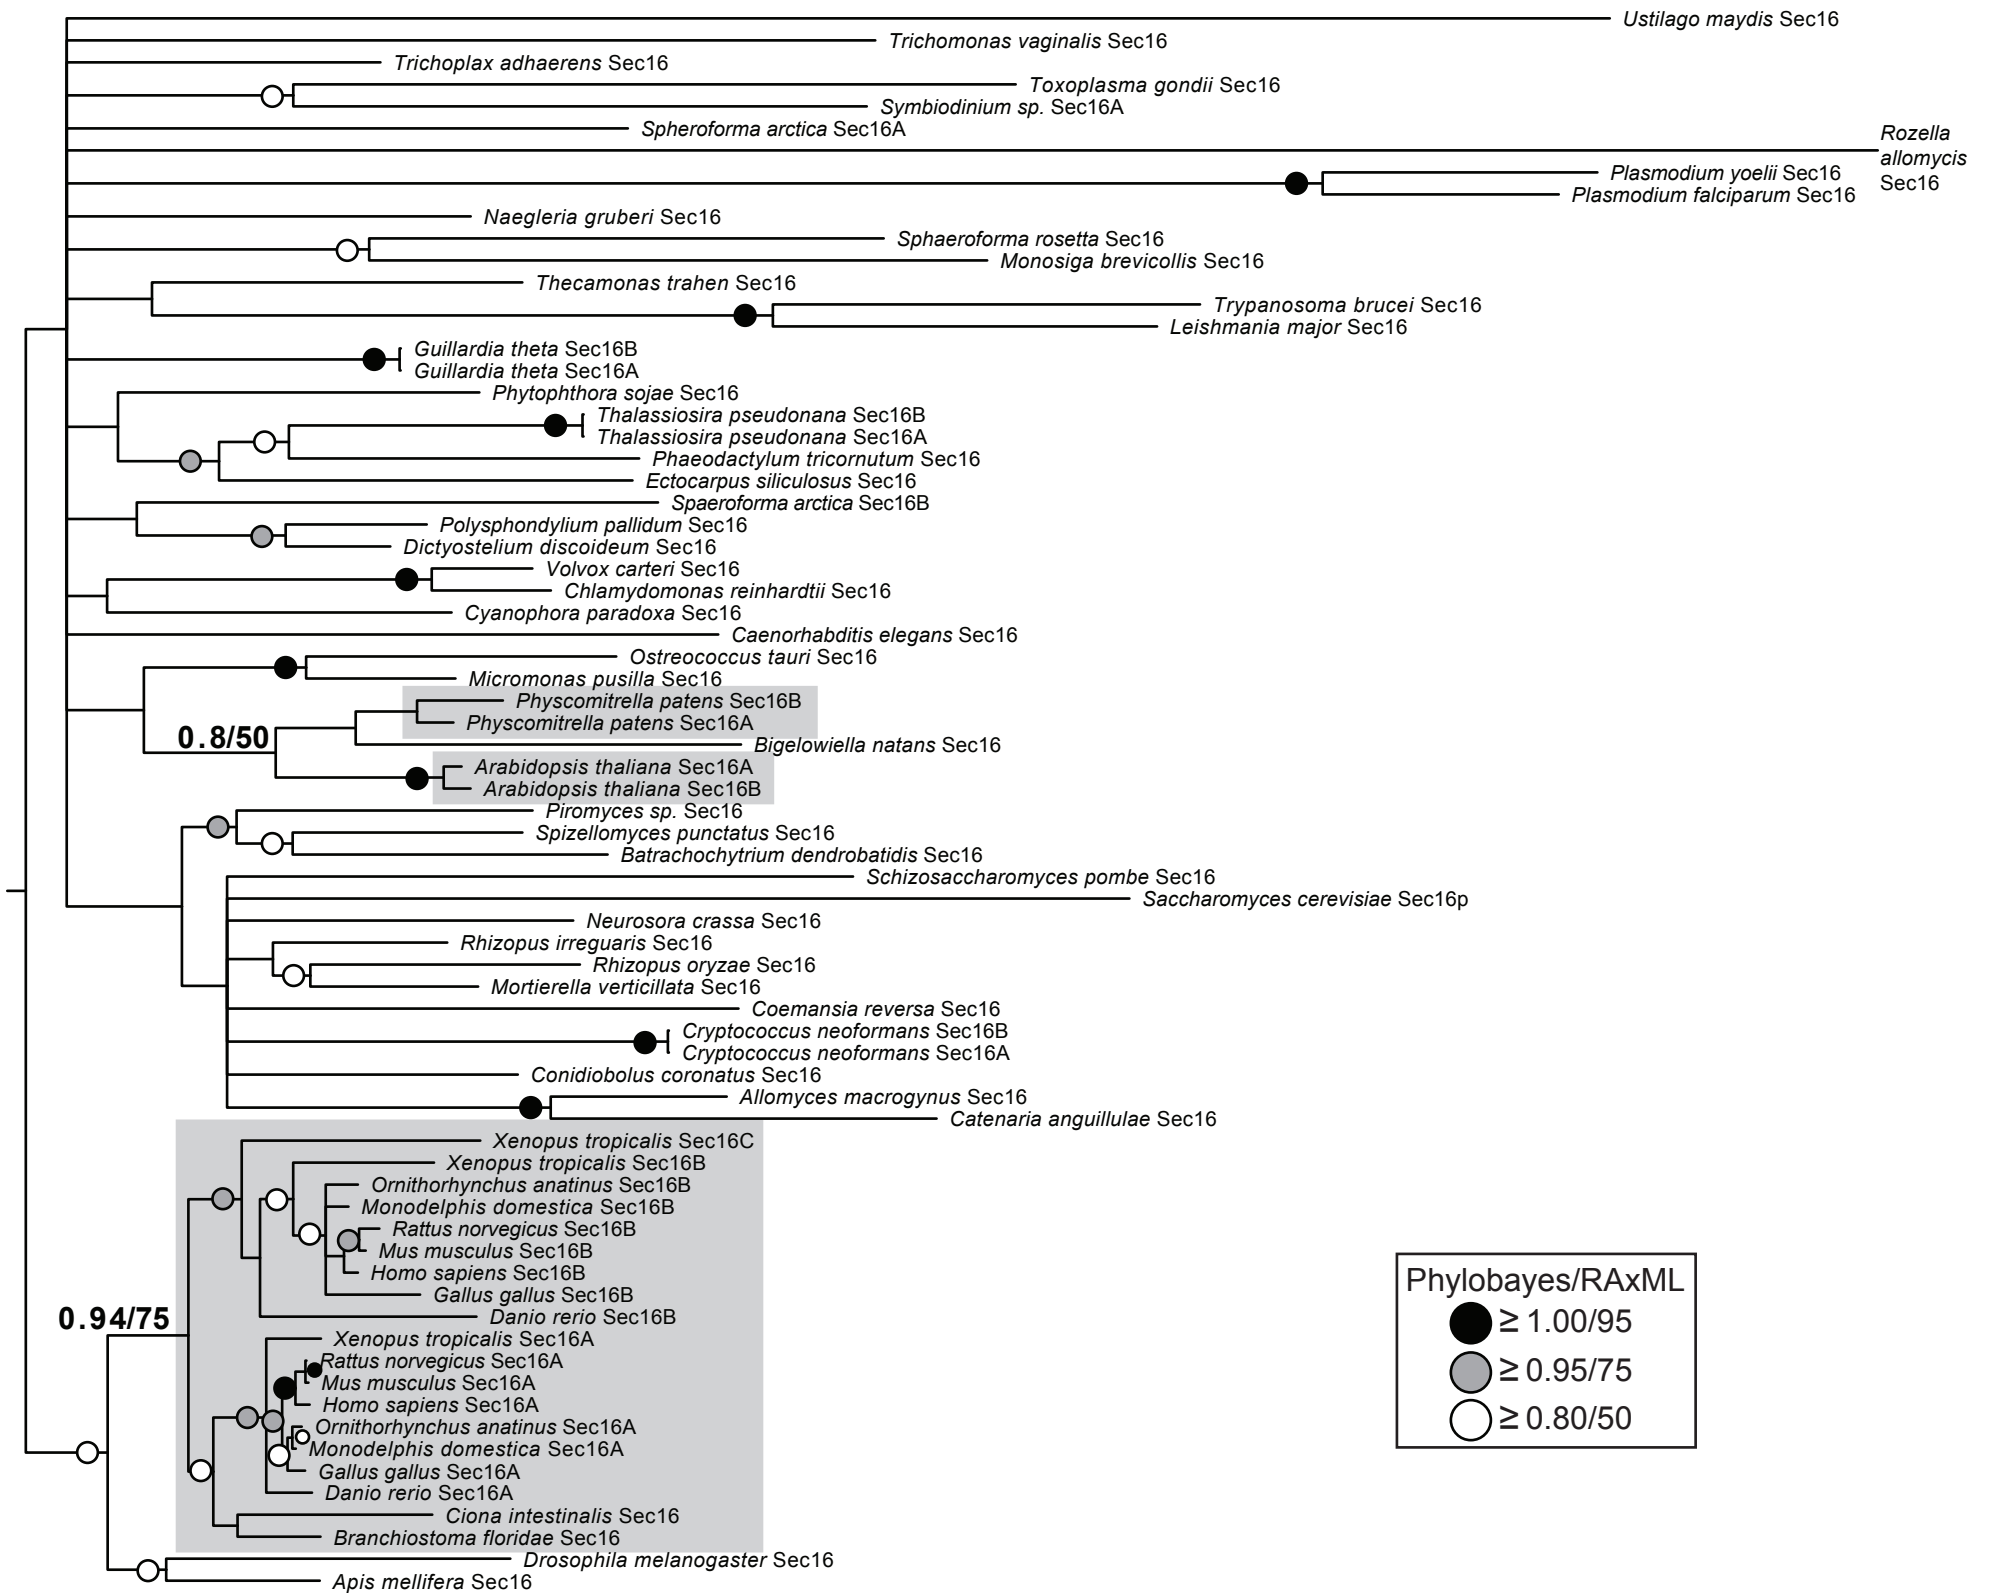 Ustilago maydis Sec16
Trichomonas vaginalis Sec16
Trichoplax adhaerens Sec16
Toxoplasma gondii Sec16
Symbiodinium sp. Sec16A
Spheroforma arctica Sec16A
Rozella
allomycis
Sec16
Plasmodium yoelii Sec16
Plasmodium falciparum Sec16
Naegleria gruberi Sec16
Sphaeroforma rosetta Sec16
Monosiga brevicollis Sec16
Thecamonas trahen Sec16
Trypanosoma brucei Sec16
Leishmania major Sec16
Guillardia theta Sec16B
Guillardia theta Sec16A
Phytophthora sojae Sec16
Thalassiosira pseudonana Sec16B
Thalassiosira pseudonana Sec16A
Phaeodactylum tricornutum Sec16
Ectocarpus siliculosus Sec16
Spaeroforma arctica Sec16B
Polysphondylium pallidum Sec16
Dictyostelium discoideum Sec16
Volvox carteri Sec16
Chlamydomonas reinhardtii Sec16
Cyanophora paradoxa Sec16
Caenorhabditis elegans Sec16
Ostreococcus tauri Sec16
Micromonas pusilla Sec16
Physcomitrella patens Sec16B
Physcomitrella patens Sec16A
0.8/50
Bigelowiella natans Sec16
Arabidopsis thaliana Sec16A
Arabidopsis thaliana Sec16B
Piromyces sp. Sec16
Spizellomyces punctatus Sec16
Batrachochytrium dendrobatidis Sec16
Schizosaccharomyces pombe Sec16
Saccharomyces cerevisiae Sec16p
Neurosora crassa Sec16
Rhizopus irreguaris Sec16
Rhizopus oryzae Sec16
Mortierella verticillata Sec16
Coemansia reversa Sec16
Cryptococcus neoformans Sec16B
Cryptococcus neoformans Sec16A
Conidiobolus coronatus Sec16
Allomyces macrogynus Sec16
Catenaria anguillulae Sec16
Xenopus tropicalis Sec16C
Xenopus tropicalis Sec16B
Ornithorhynchus anatinus Sec16B
Monodelphis domestica Sec16B
Rattus norvegicus Sec16B
Mus musculus Sec16B
Homo sapiens Sec16B
Gallus gallus Sec16B
Danio rerio Sec16B
0.94/75
Xenopus tropicalis Sec16A
Rattus norvegicus Sec16A
Mus musculus Sec16A
Homo sapiens Sec16A
Ornithorhynchus anatinus Sec16A
Monodelphis domestica Sec16A
Gallus gallus Sec16A
Danio rerio Sec16A
Ciona intestinalis Sec16
Branchiostoma floridae Sec16
Drosophila melanogaster Sec16
Apis mellifera Sec16
Phylobayes/RAxML
≥ 1.00/95
≥ 0.95/75
≥ 0.80/50